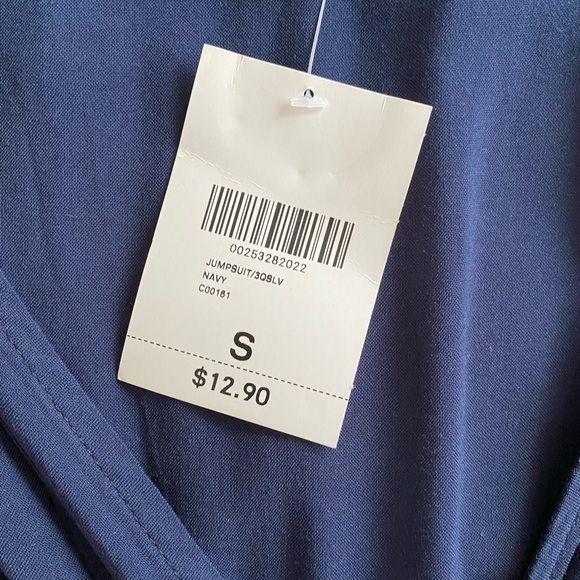 00253282022
JUMPSUIT/3QSLV
NAVY
C00161
S
$12.90